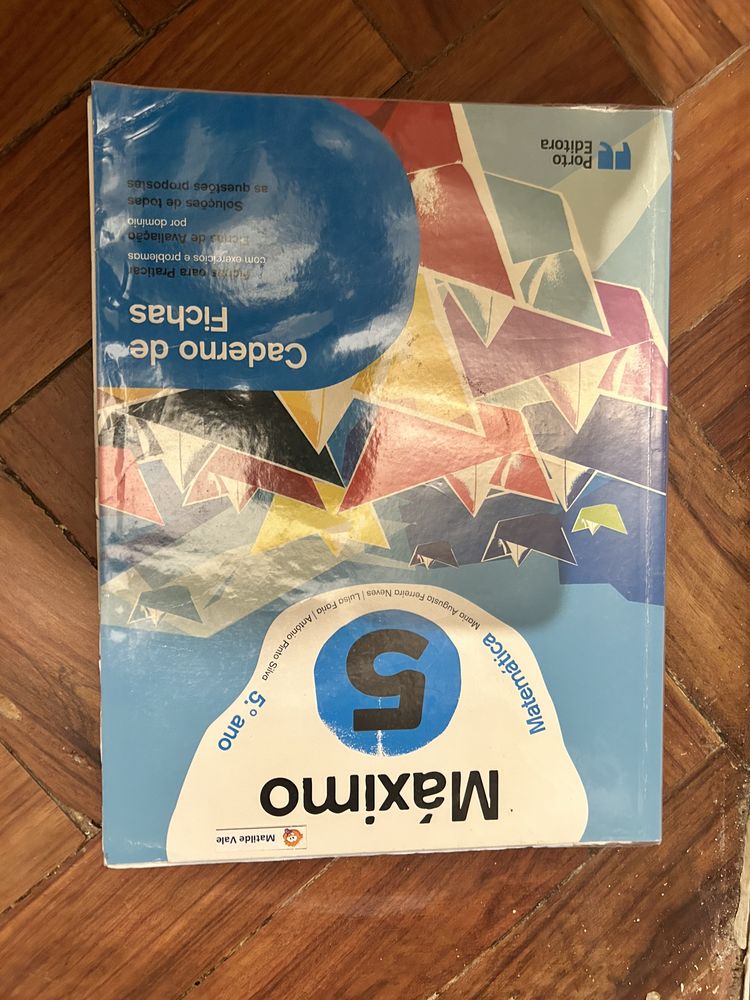 Matilde Vale
Máximo
5
Matemática
5.º ano
Maria Augusta Ferreira Neves | Luísa Faria | António Pinto Silva
Caderno de
Fichas
Fichas para Praticar
com exercícios e problemas
Fichas de Avaliação
por domínio
Soluções de todas
as questões propostas
Porto
Editora